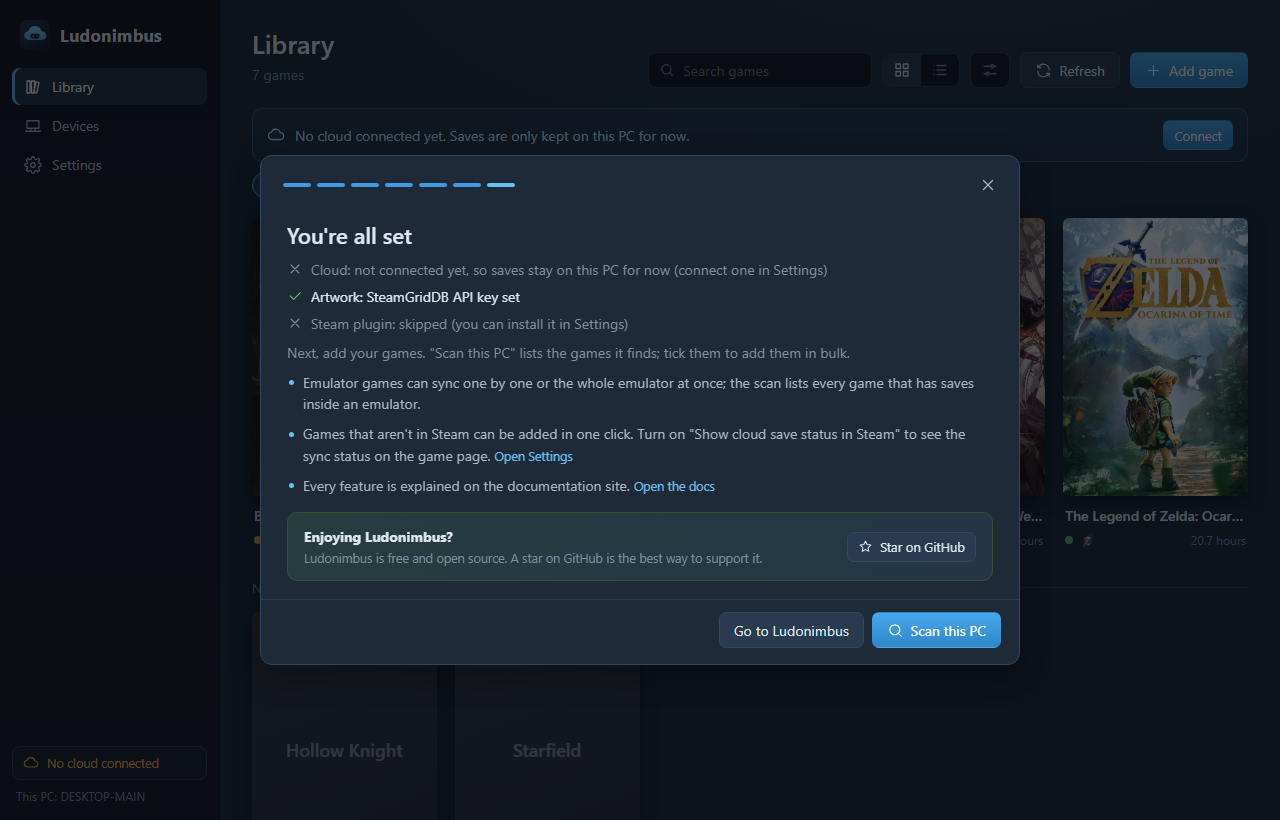 Ludonimbus
Library
Devices
Settings
No cloud connected
This PC: DESKTOP-MAIN
Library
7 games
Search games
Refresh
Add game
No cloud connected yet. Saves are only kept on this PC for now.
Connect
You're all set
Cloud: not connected yet, so saves stay on this PC for now (connect one in Settings)
Artwork: SteamGridDB API key set
Steam plugin: skipped (you can install it in Settings)
Next, add your games. "Scan this PC" lists the games it finds; tick them to add them in bulk.
Emulator games can sync one by one or the whole emulator at once; the scan lists every game that has saves
inside an emulator.
Games that aren't in Steam can be added in one click. Turn on "Show cloud save status in Steam" to see the
sync status on the game page. Open Settings
Every feature is explained on the documentation site. Open the docs
Enjoying Ludonimbus?
Ludonimbus is free and open source. A star on GitHub is the best way to support it.
Star on GitHub
Go to Ludonimbus
Scan this PC
THE LEGEND OF
ZELDA
OCARINA OF TIME
The Legend of Zelda: Ocar...
20.7 hours
Hollow Knight
Starfield